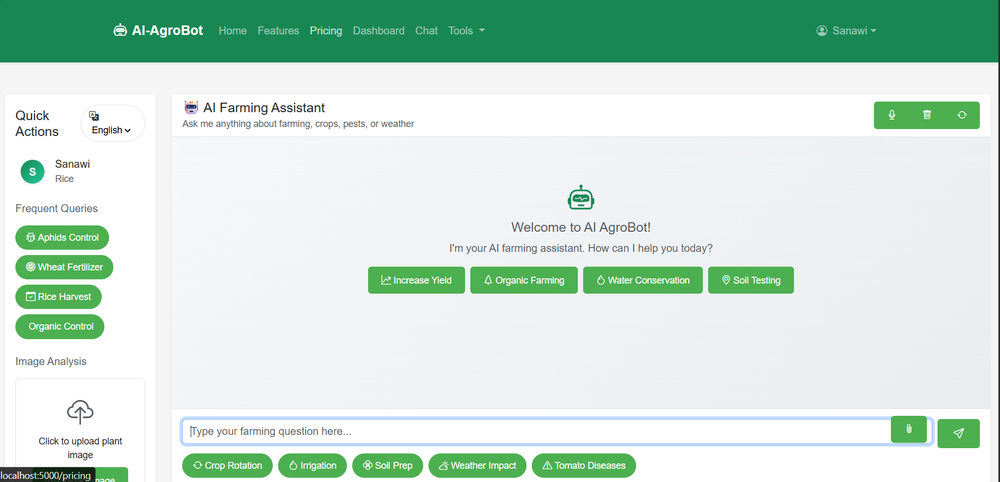 AI-AgroBot
Home Features Pricing Dashboard Chat Tools
Sanawi
Quick
Actions
English
S
Sanawi
Rice
Frequent Queries
Aphids Control
Wheat Fertilizer
Rice Harvest
Organic Control
Image Analysis
Click to upload plant
image
localhost:5000/pricing
AI Farming Assistant
Ask me anything about farming, crops, pests, or weather
Welcome to AI AgroBot!
I'm your AI farming assistant. How can I help you today?
Increase Yield Organic Farming Water Conservation Soil Testing
Type your farming question here...
Crop Rotation Irrigation Soil Prep Weather Impact Tomato Diseases